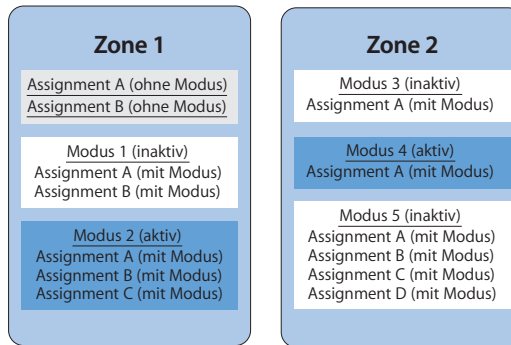 Zone 1
Assignment A (ohne Modus)
Assignment B (ohne Modus)
Modus 1 (inaktiv)
Assignment A (mit Modus)
Assignment B (mit Modus)
Modus 2 (aktiv)
Assignment A (mit Modus)
Assignment B (mit Modus)
Assignment C (mit Modus)
Zone 2
Modus 3 (inaktiv)
Assignment A (mit Modus)
Modus 4 (aktiv)
Assignment A (mit Modus)
Modus 5 (inaktiv)
Assignment A (mit Modus)
Assignment B (mit Modus)
Assignment C (mit Modus)
Assignment D (mit Modus)